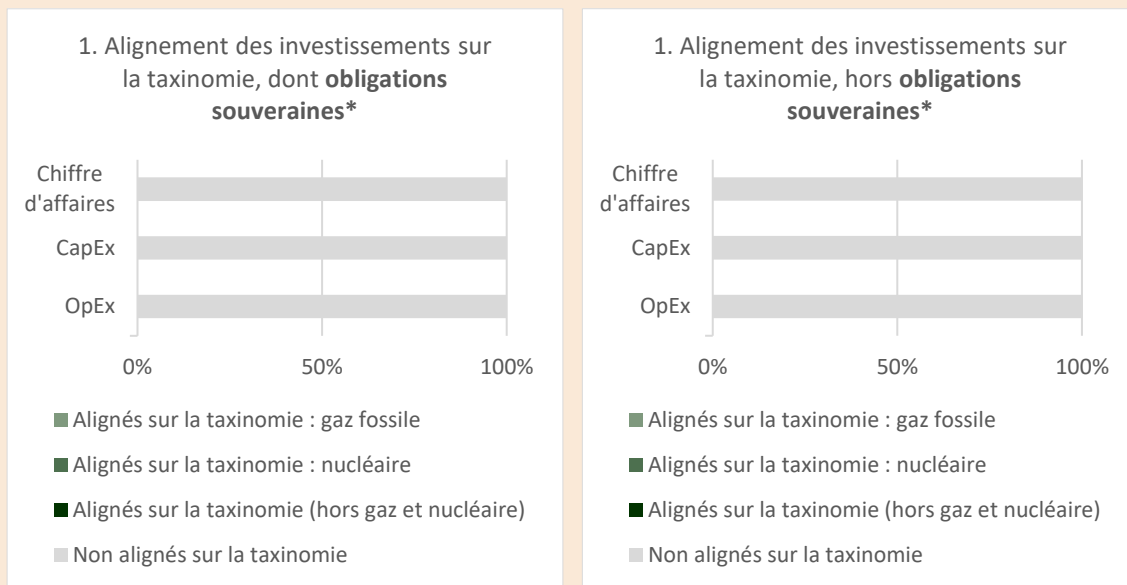 1. Alignement des investissements sur
la taxinomie, dont obligations
souveraines*
Chiffre
d'affaires
CapEx
OpEx
0%
50%
100%
Alignés sur la taxinomie : gaz fossile
Alignés sur la taxinomie : nucléaire
Alignés sur la taxinomie (hors gaz et nucléaire)
Non alignés sur la taxinomie
1. Alignement des investissements sur
la taxinomie, hors obligations
souveraines*
Chiffre
d'affaires
CapEx
OpEx
0%
50%
100%
Alignés sur la taxinomie : gaz fossile
Alignés sur la taxinomie : nucléaire
Alignés sur la taxinomie (hors gaz et nucléaire)
Non alignés sur la taxinomie